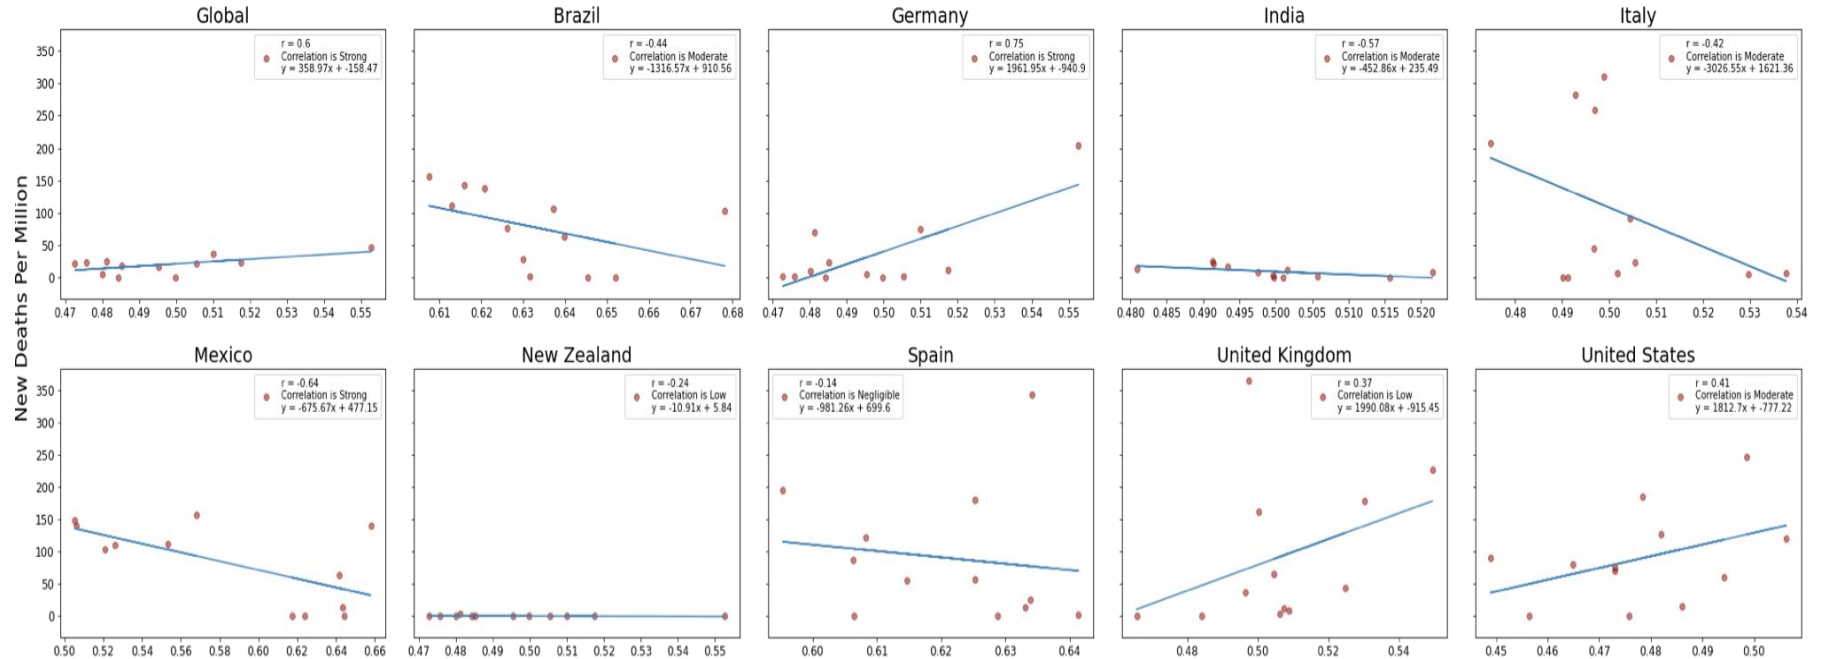 Global
Brazil
Germany
India
Italy
New Deaths Per Million
350
300
250
200
150
100
50
0
r = 0.6
Correlation is Strong
y = 358.97x + -158.47
0.47 0.48 0.49 0.50 0.51 0.52 0.53 0.54 0.55
r = -0.44
Correlation is Moderate
y = -1316.57x + 910.56
0.61 0.62 0.63 0.64 0.65 0.66 0.67 0.68
r = 0.75
Correlation is Strong
y = 1961.95x + -940.9
0.47 0.48 0.49 0.50 0.51 0.52 0.53 0.54 0.55
r = -0.57
Correlation is Moderate
y = -452.86x + 235.49
0.480 0.485 0.490 0.495 0.500 0.505 0.510 0.515 0.520
r = -0.42
Correlation is Moderate
y = -3026.55x + 1621.36
0.48 0.49 0.50 0.51 0.52 0.53 0.54
Mexico
New Zealand
Spain
United Kingdom
United States
350
300
250
200
150
100
50
0
r = -0.64
Correlation is Strong
y = -675.67x + 477.15
0.50 0.52 0.54 0.56 0.58 0.60 0.62 0.64 0.66
r = -0.24
Correlation is Low
y = -10.91x + 5.84
0.47 0.48 0.49 0.50 0.51 0.52 0.53 0.54 0.55
r = -0.14
Correlation is Negligible
y = -981.26x + 699.6
0.60 0.61 0.62 0.63 0.64
r = 0.37
Correlation is Low
y = 1990.08x + -915.45
0.48 0.50 0.52 0.54
r = 0.41
Correlation is Moderate
y = 1812.7x + -777.22
0.45 0.46 0.47 0.48 0.49 0.50